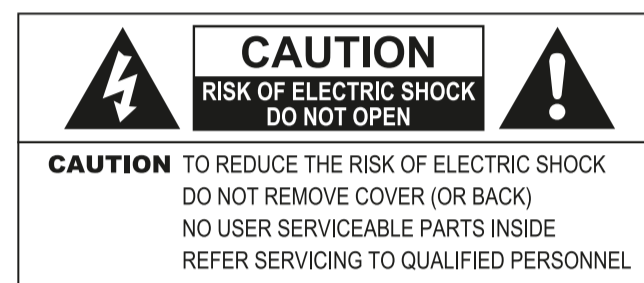 CAUTION
RISK OF ELECTRIC SHOCK
DO NOT OPEN
CAUTION TO REDUCE THE RISK OF ELECTRIC SHOCK
DO NOT REMOVE COVER (OR BACK)
NO USER SERVICEABLE PARTS INSIDE
REFER SERVICING TO QUALIFIED PERSONNEL